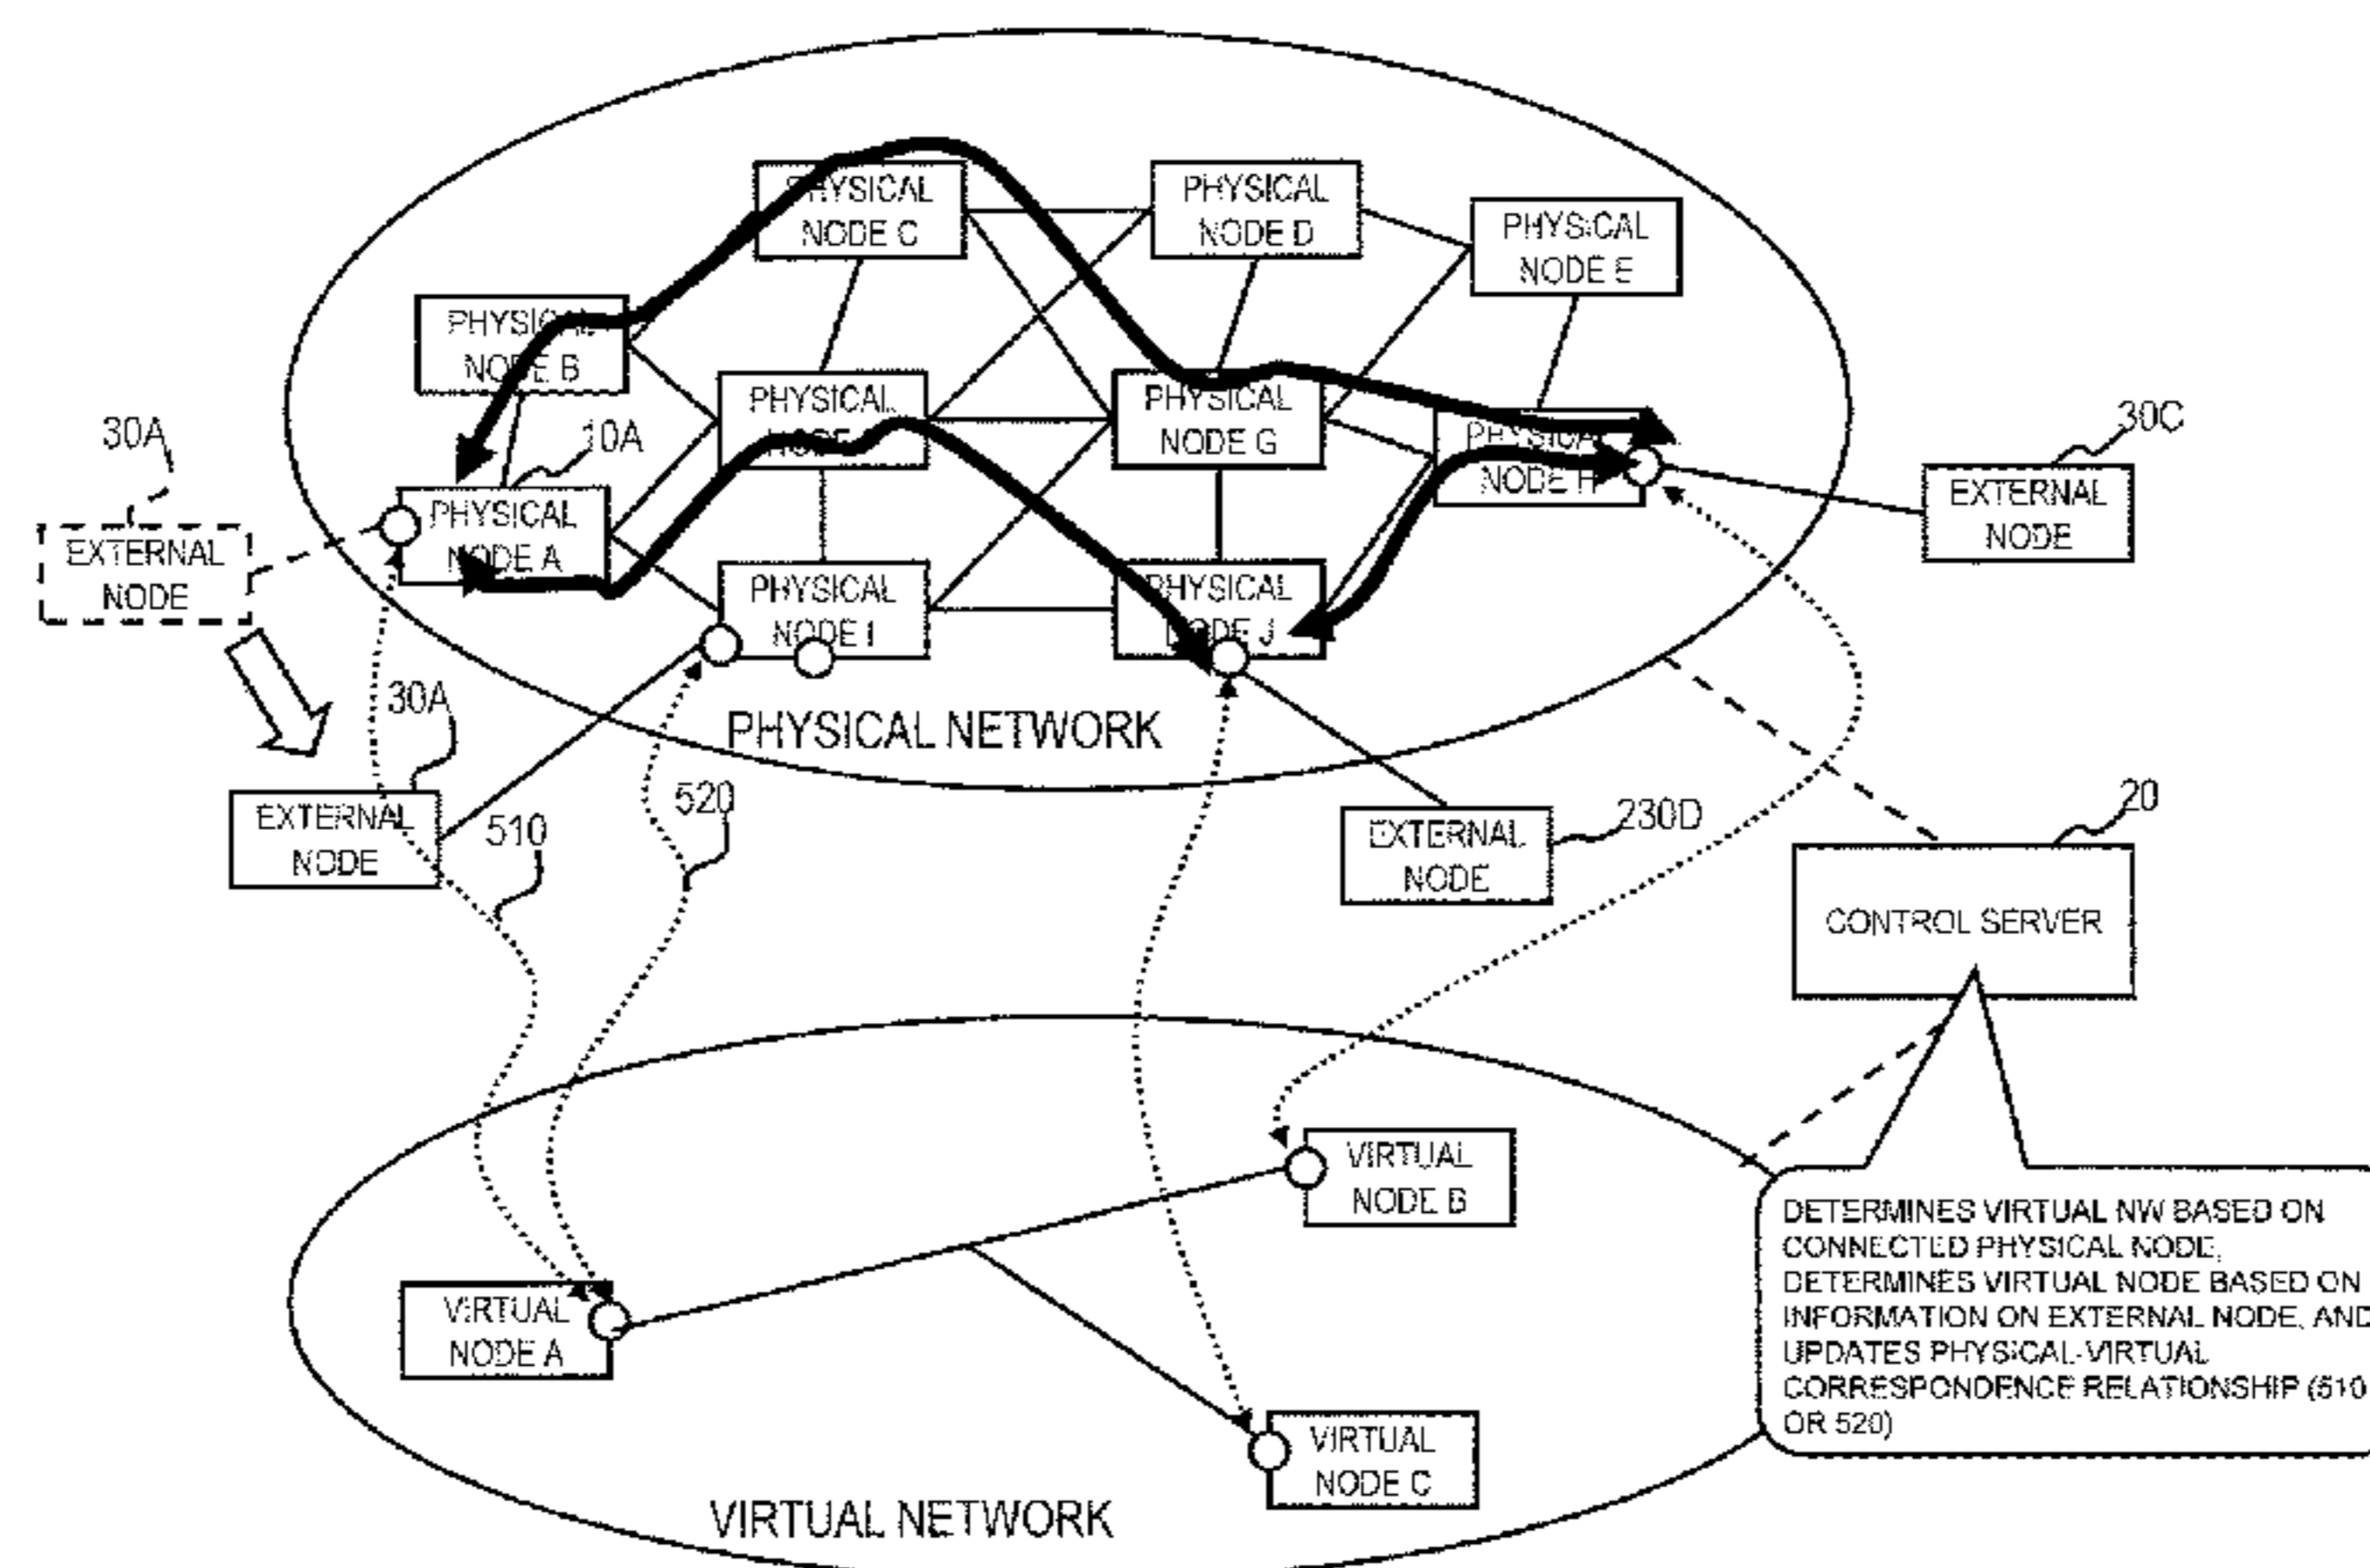 PHYSICAL
NODE C
PHYSICAL
NODE D
PHYSICAL
NODE E
PHYSICAL
NODE B
PHYSICAL
PHYSICAL
NODE G
PHYSICAL
NODE H
30A
10A
30C
EXTERNAL
NODE
PHYSICAL
NODE A
EXTERNAL
NODE
PHYSICAL
NODE I
PHYSICAL
NODE J
30A
PHYSICAL NETWORK
EXTERNAL
NODE
510
520
EXTERNAL
NODE
230D
20
CONTROL SERVER
VIRTUAL
NODE B
VIRTUAL
NODE A
VIRTUAL
NODE C
VIRTUAL NETWORK
DETERMINES VIRTUAL NW BASED ON
CONNECTED PHYSICAL NODE,
DETERMINES VIRTUAL NODE BASED ON
INFORMATION ON EXTERNAL NODE, AND
UPDATES PHYSICAL-VIRTUAL
CORRESPONDENCE RELATIONSHIP (510
OR 520)